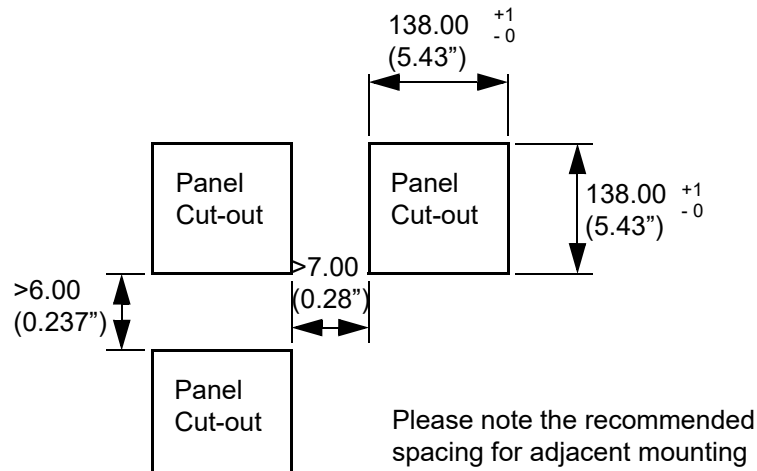 138.00 +1
- 0
(5.43”)
Panel
Cut-out
Panel
Cut-out
138.00 +1
- 0
(5.43”)
>7.00
(0.28”)
>6.00
(0.237”)
Panel
Cut-out
Please note the recommended
spacing for adjacent mounting